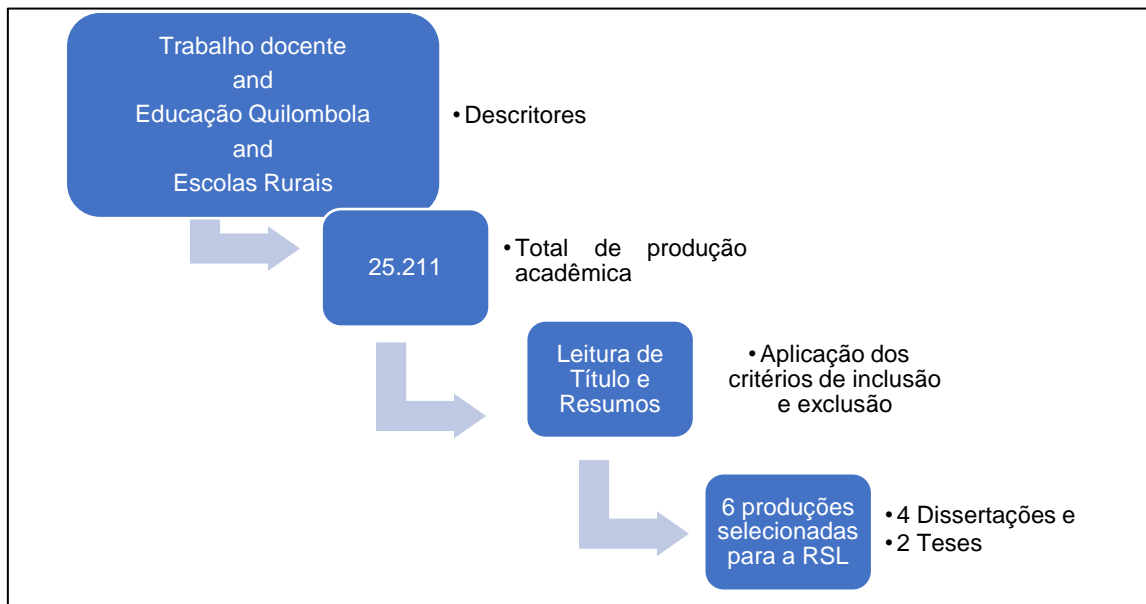 Trabalho docente
and
Educação Quilombola
and
Escolas Rurais
• Descritores
25.211
• Total de produção
acadêmica
Leitura de
Título e
Resumos
• Aplicação dos
critérios de inclusão
e exclusão
6 produções
selecionadas
para a RSL
• 4 Dissertações e
• 2 Teses